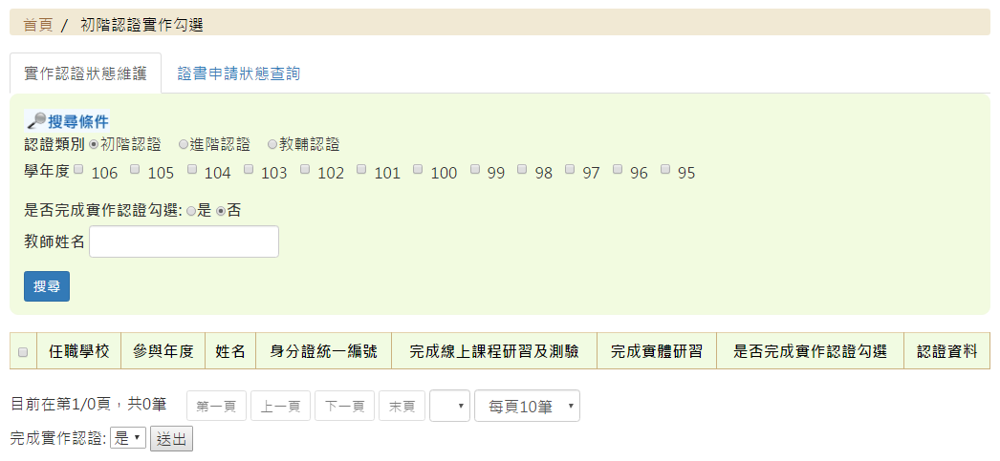 首頁 / 初階認證實作勾選
實作認證狀態維護 證書申請狀態查詢
搜尋條件
認證類別 初階認證 進階認證 教輔認證
學年度 106 105 104 103 102 101 100 99 98 97 96 95
是否完成實作認證勾選: 是 否
教師姓名
搜尋
任職學校 參與年度 姓名 身分證統一編號 完成線上課程研習及測驗 完成實體研習 是否完成實作認證勾選 認證資料
目前在第1/0頁，共0筆 第一頁 上一頁 下一頁 末頁 每頁10筆
完成實作認證: 是 送出